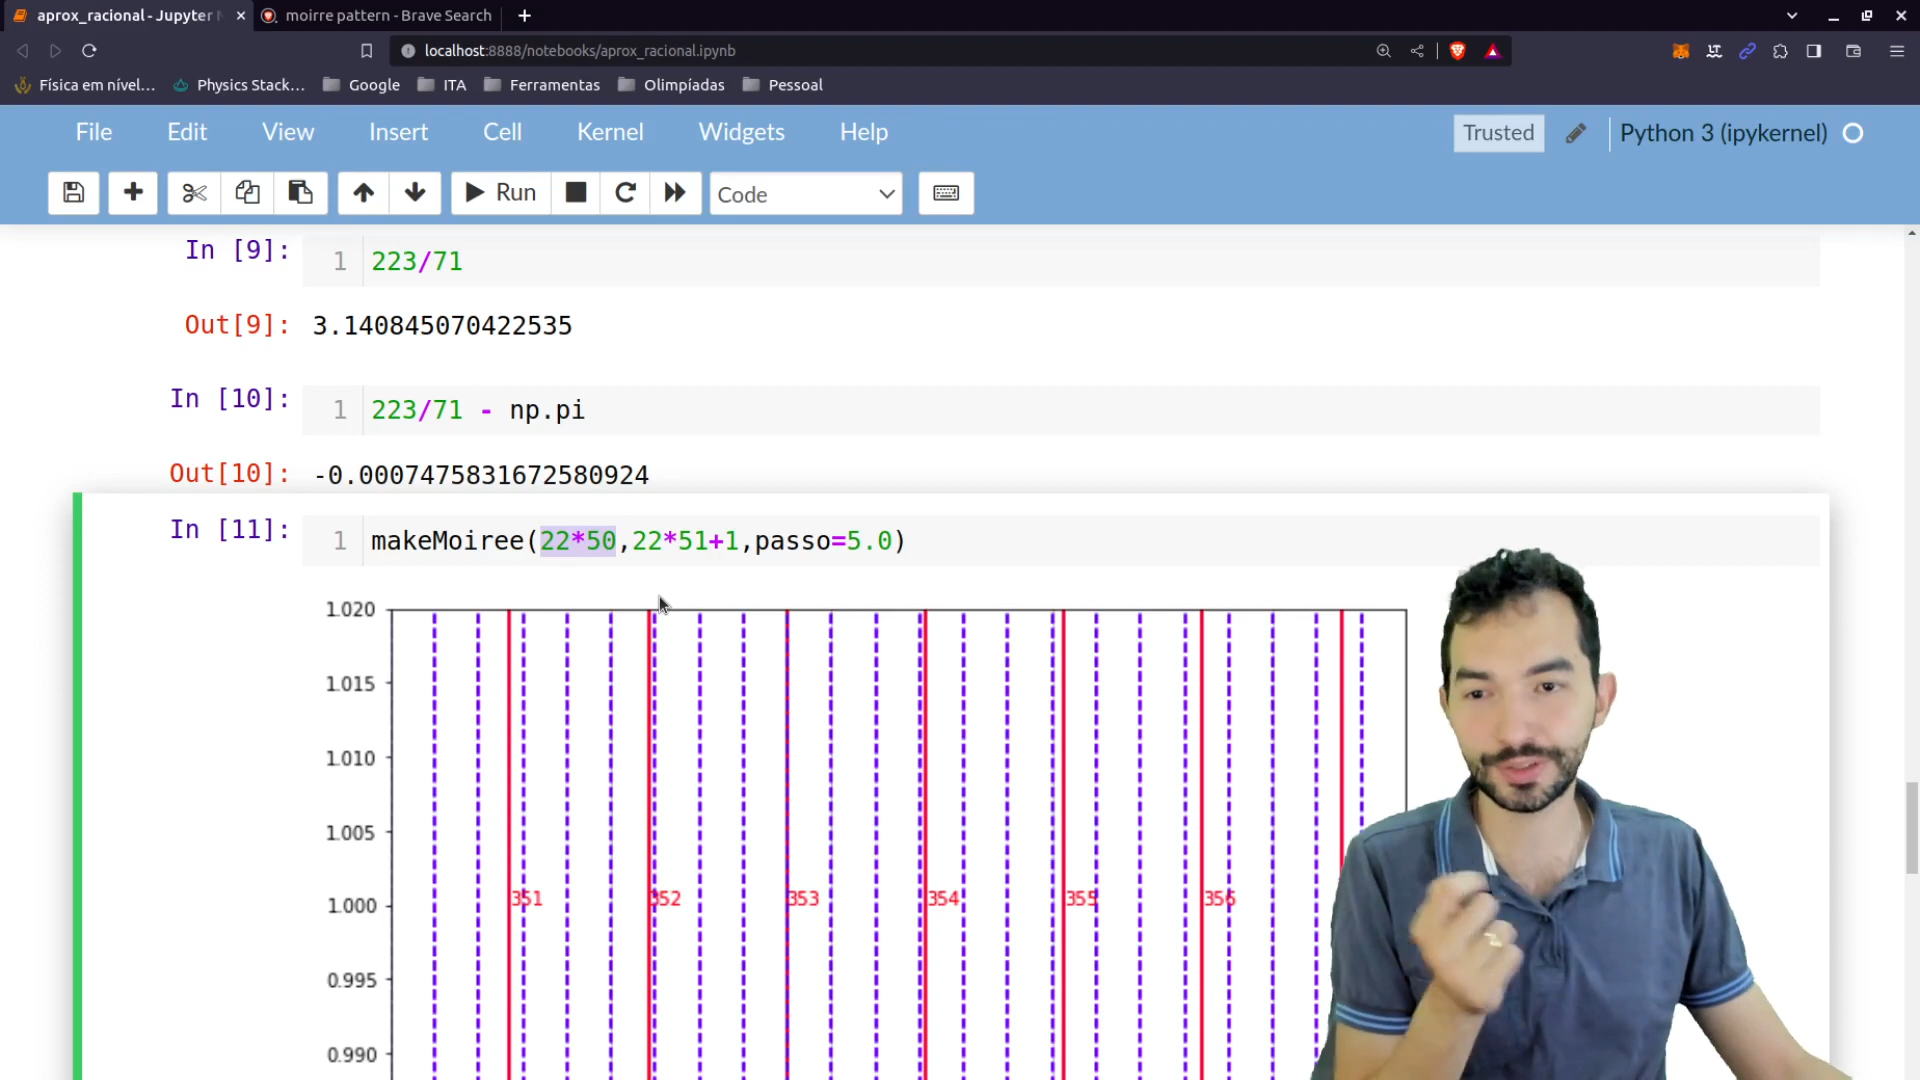 aprox_racional - Jupyter N
moirre pattern - Brave Search
localhost:8888/notebooks/aprox_racional.ipynb
Física em nível...
Physics Stack...
Google
ITA
Ferramentas
Olimpíadas
Pessoal
File
Edit
View
Insert
Cell
Kernel
Widgets
Help
Trusted
Python 3 (ipykernel)
Run
Code
In [9]:
1 223/71
Out[9]: 3.140845070422535
In [10]:
1 223/71 - np.pi
Out[10]: -0.0007475831672580924
In [11]:
1 makeMoiree(22*50,22*51+1,passo=5.0)
1.020
1.015
1.010
1.005
1.000
0.995
0.990
351
352
353
354
355
356